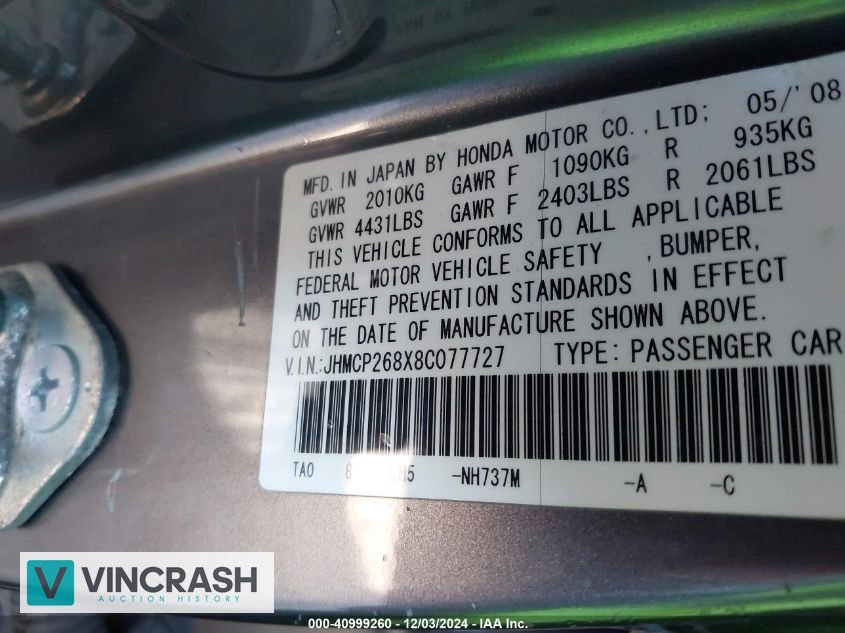 MFD. IN JAPAN BY HONDA MOTOR CO.,LTD; 05/'08
GVWR 2010KG GAWR F 1090KG R 935KG
GVWR 4431LBS GAWR F 2403LBS R 2061LBS
THIS VEHICLE CONFORMS TO ALL APPLICABLE
FEDERAL MOTOR VEHICLE SAFETY ,BUMPER,
AND THEFT PREVENTION STANDARDS IN EFFECT
ON THE DATE OF MANUFACTURE SHOWN ABOVE.
V.I.N.:JHMCP268X8C077727 TYPE: PASSENGER CAR
TA0 -NH737M -A -C
V VINCRASH
AUCTION HISTORY
000-40999260 - 12/03/2024 - IAA Inc.